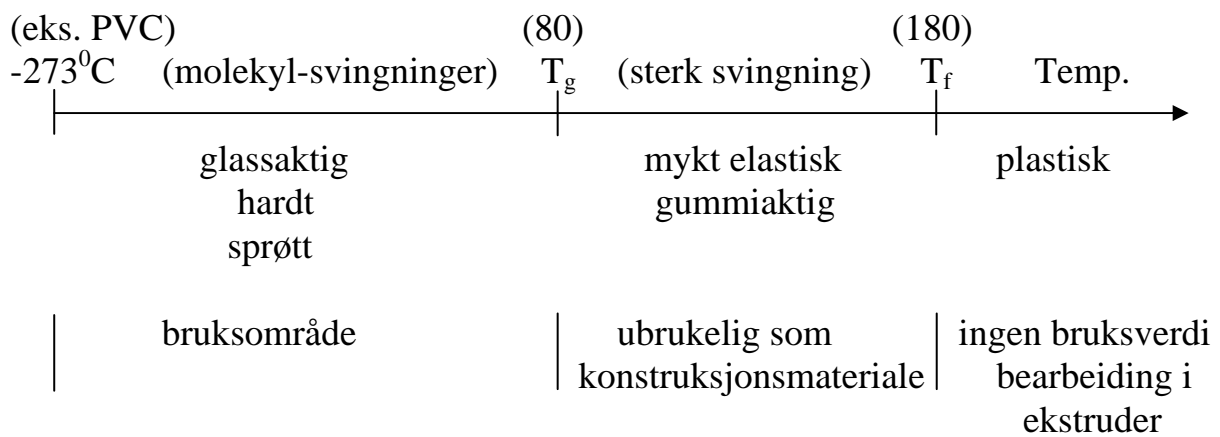 (eks. PVC) (80) (180)
-273⁰C (molekyl-svingninger) T_g (sterk svingning) T_f Temp.
glassaktig mykt elastisk plastisk
hardt gummiaktig
sprøtt
bruksområde ubrukelig som ingen bruksverdi
konstruksjonsmateriale bearbeiding i
ekstruder